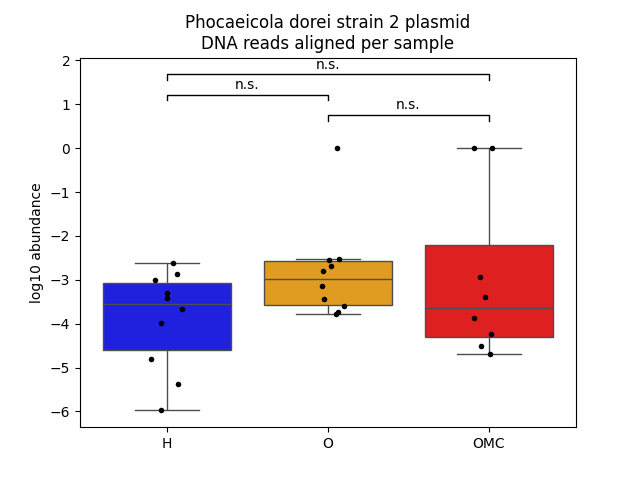 Phocaeicola dorei strain 2 plasmid
DNA reads aligned per sample
n.s.
n.s.
n.s.
log10 abundance
2
1
0
−1
−2
−3
−4
−5
−6
H O OMC